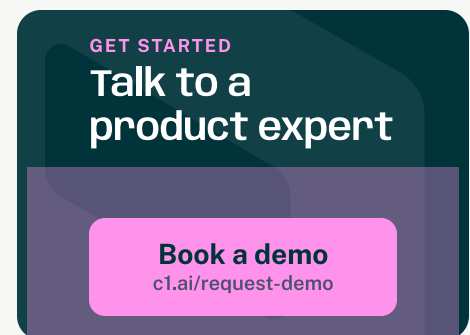 GET STARTED
Talk to a
product expert
Book a demo
c1.ai/request-demo